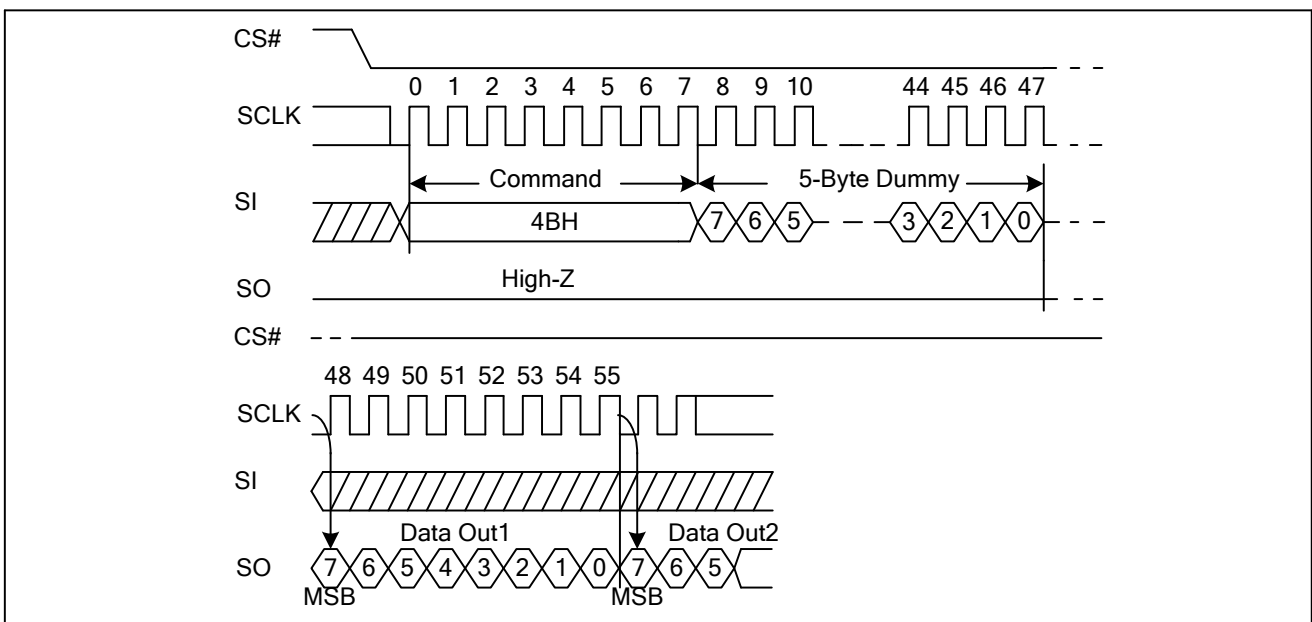 CS#
0 1 2 3 4 5 6 7 8 9 10 44 45 46 47
SCLK
Command 5-Byte Dummy
SI
4BH 7 6 5 3 2 1 0
High-Z
SO
CS#
48 49 50 51 52 53 54 55
SCLK
SI
Data Out1 Data Out2
SO 7 6 5 4 3 2 1 0 7 6 5
MSB MSB